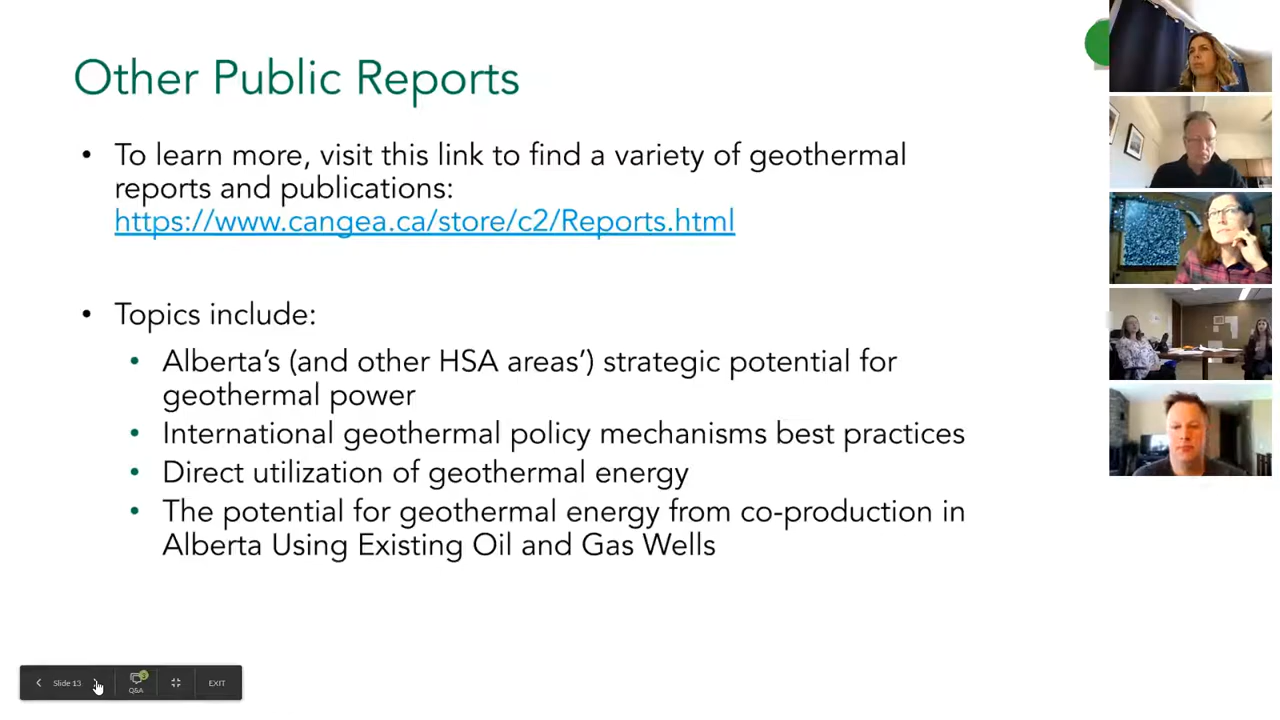 Other Public Reports
• To learn more, visit this link to find a variety of geothermal
reports and publications:
https://www.cangea.ca/store/c2/Reports.html
• Topics include:
• Alberta’s (and other HSA areas’) strategic potential for
geothermal power
• International geothermal policy mechanisms best practices
• Direct utilization of geothermal energy
• The potential for geothermal energy from co-production in
Alberta Using Existing Oil and Gas Wells
Slide 13
Q&A
EXIT